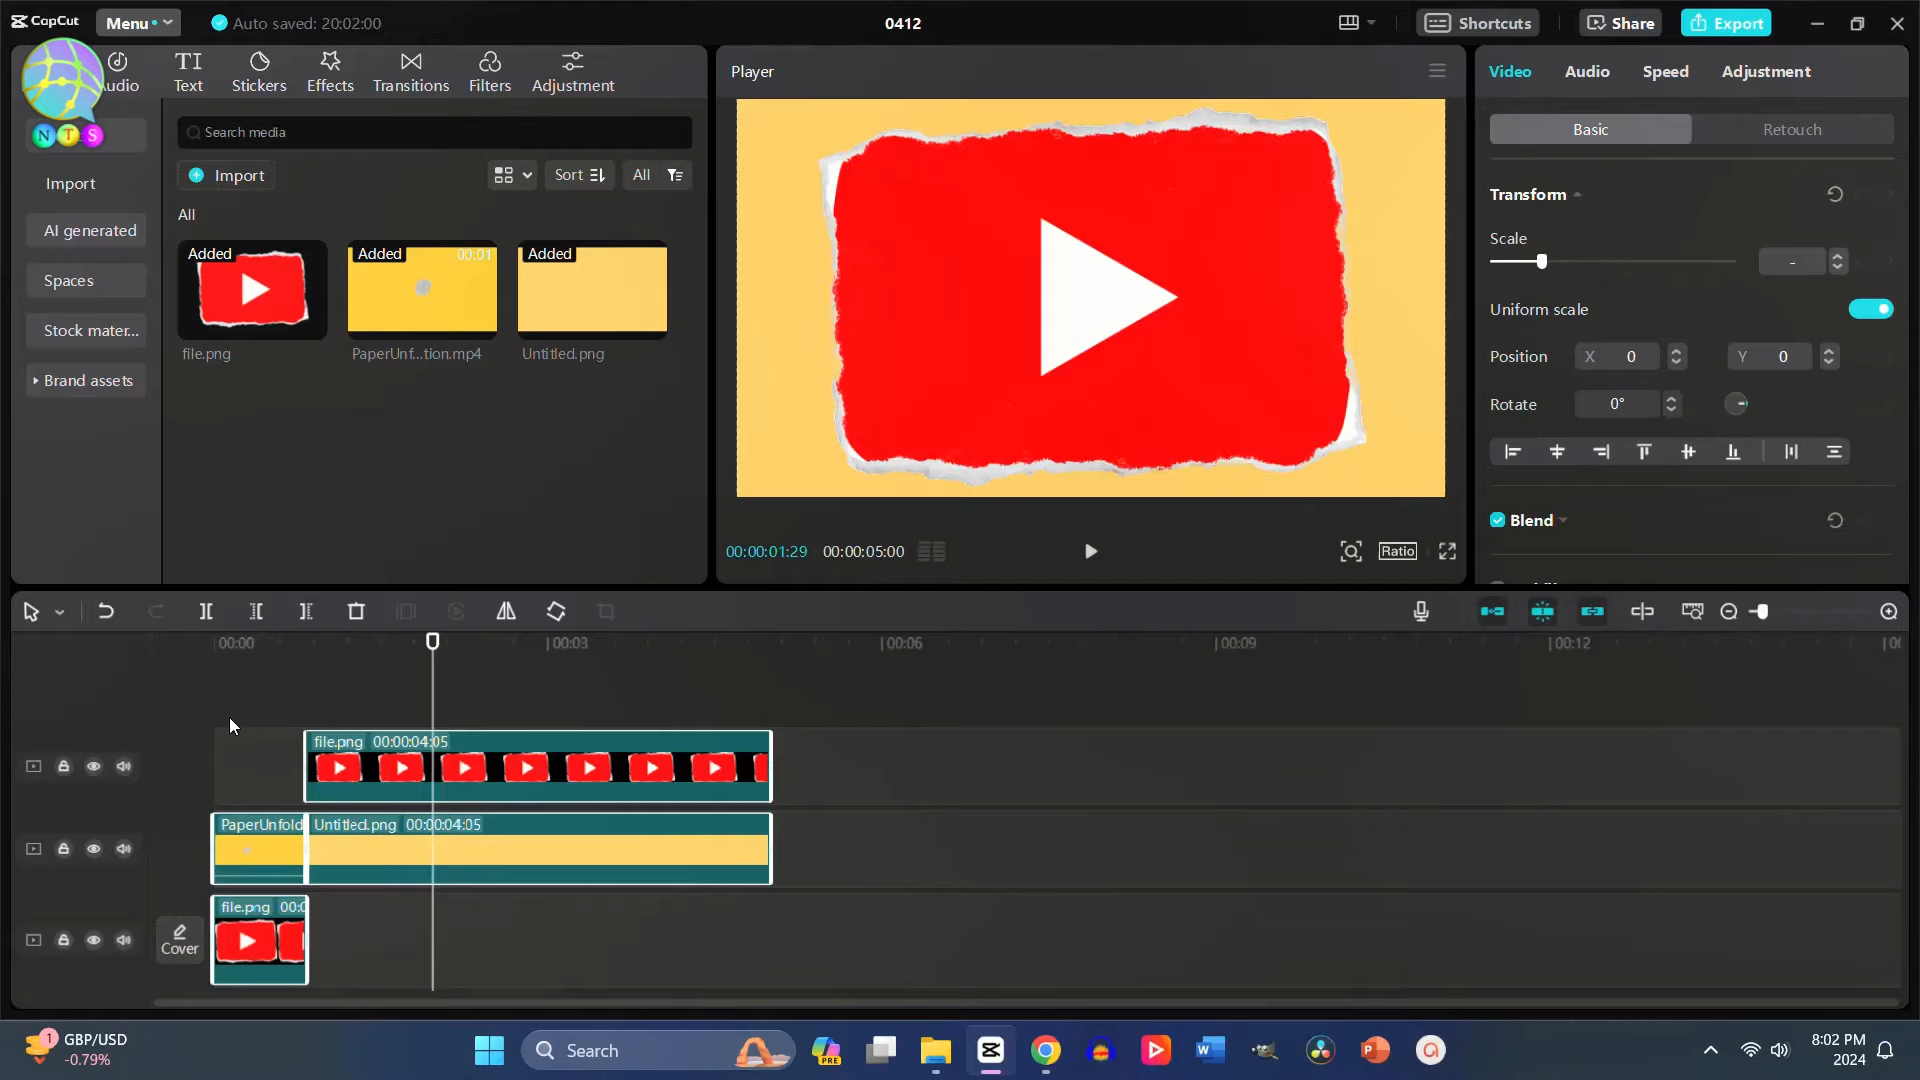 CapCut
Menu
Auto saved: 20:02:00
0412
Shortcuts
Share
Export
udio
Text
Stickers
Effects
Transitions
Filters
Adjustment
N T S
Import
AI generated
Spaces
Stock mater...
Brand assets
Search media
Import
Sort
All
All
Added
Added
00:01
Added
file.png
PaperUnf...tion.mp4
Untitled.png
Player
00:00:01:29
00:00:05:00
Ratio
Video
Audio
Speed
Adjustment
Basic
Retouch
Transform
Scale
-
Uniform scale
Position
X 0
Y 0
Rotate
0°
Blend
00:00
00:03
00:06
00:09
00:12
file.png 00:00:04:05
PaperUnfold
Untitled.png 00:00:04:05
file.png 00:0
Cover
1
GBP/USD
-0.79%
Search
PRE
8:02 PM
2024